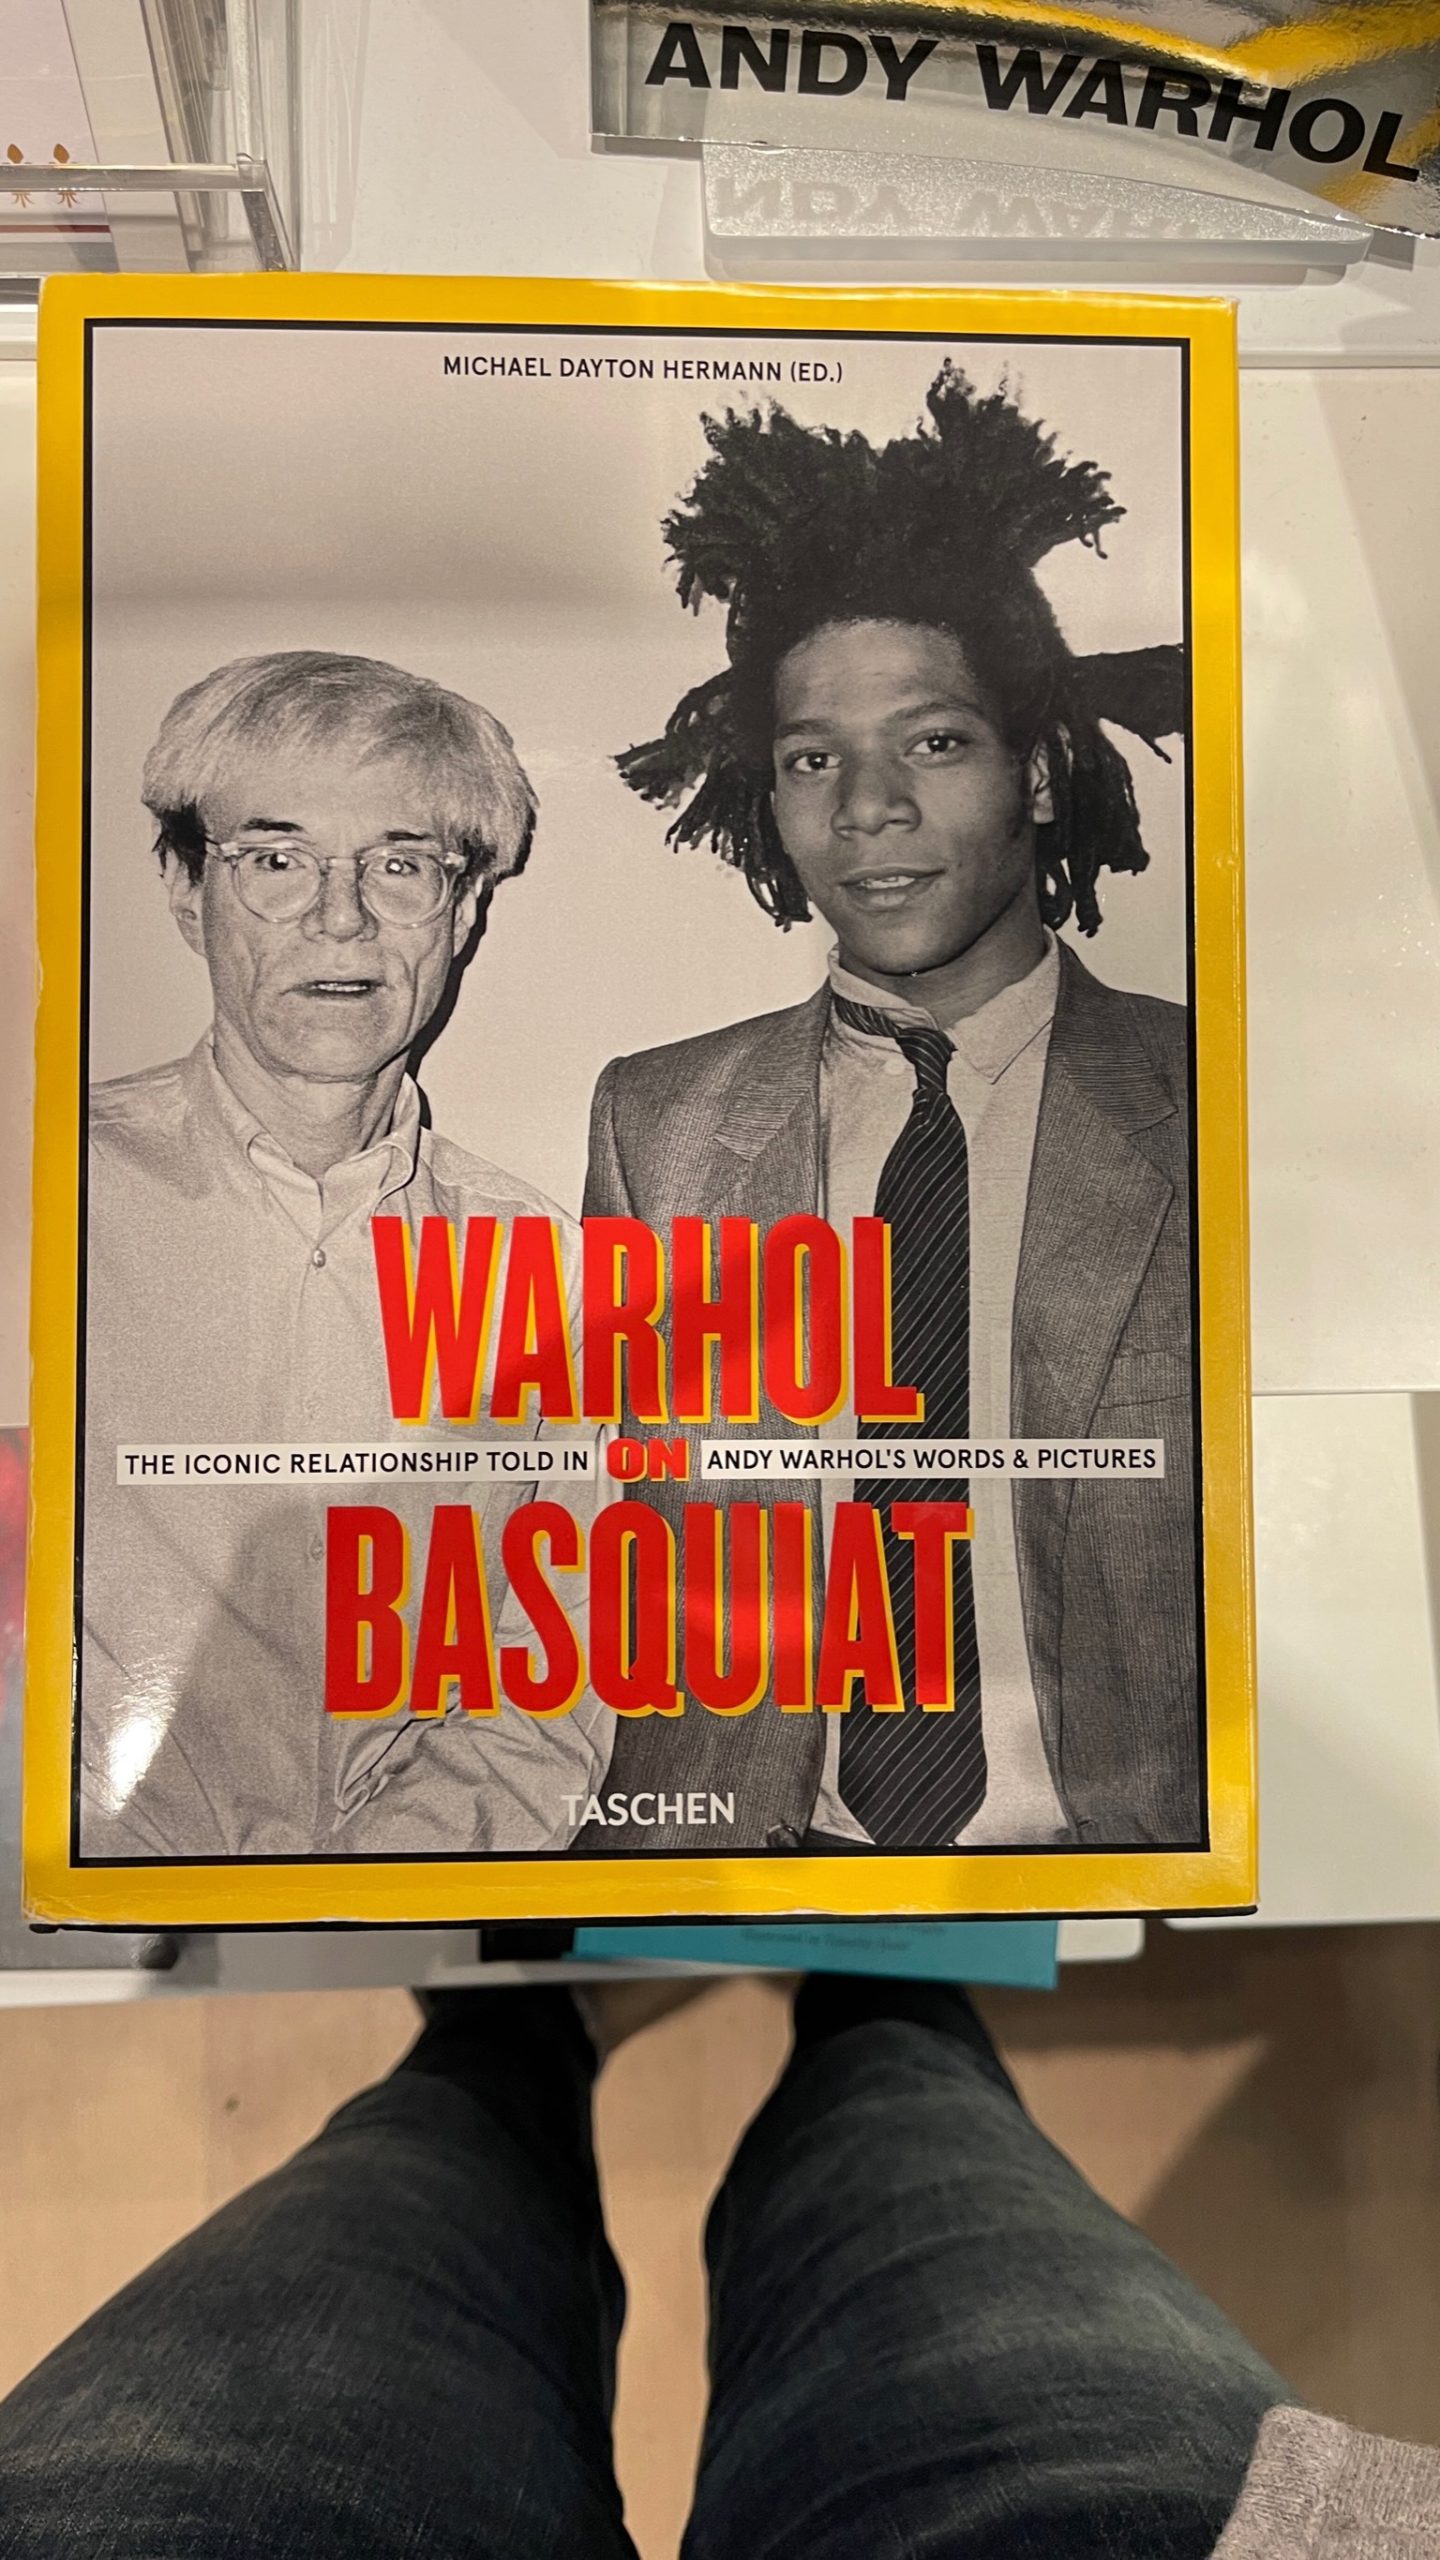 ANDY WARHOL
MICHAEL DAYTON HERMANN (ED.)
WARHOL
THE ICONIC RELATIONSHIP TOLD IN ON ANDY WARHOL'S WORDS & PICTURES
BASQUIAT
TASCHEN